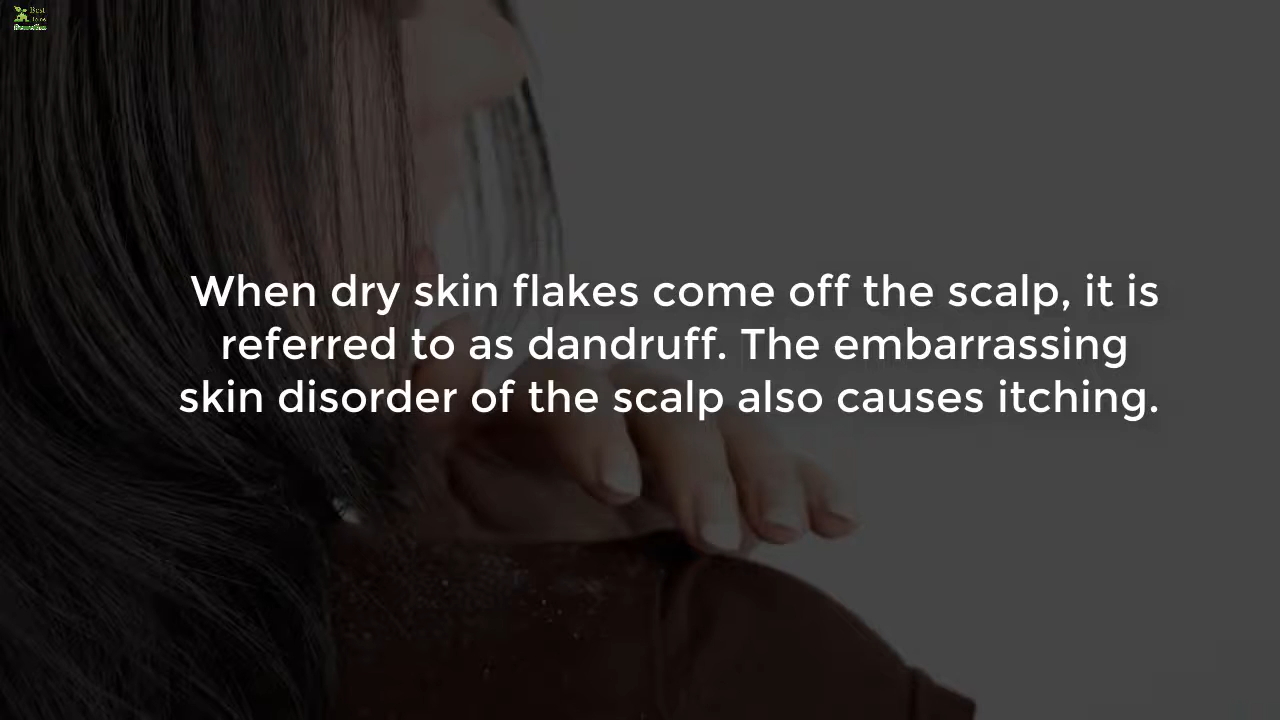 Best
When dry skin flakes come off the scalp, it is
referred to as dandruff. The embarrassing
skin disorder of the scalp also causes itching.